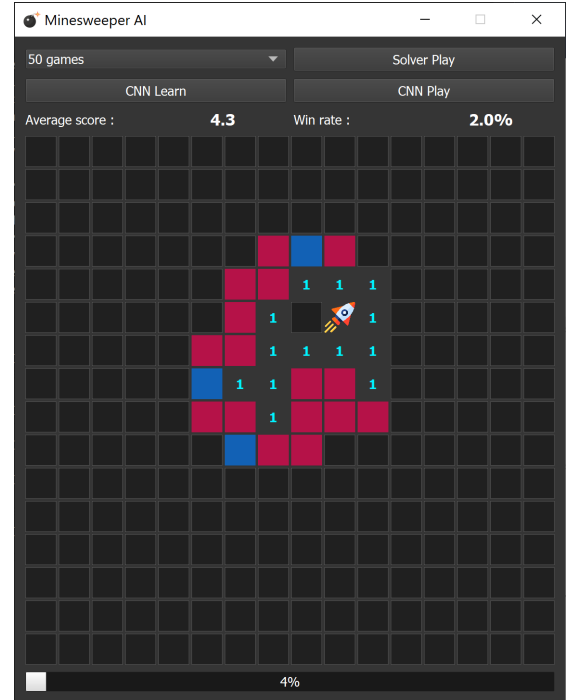 Minesweeper AI
50 games Solver Play
CNN Learn CNN Play
Average score : 4.3 Win rate : 2.0%
1 1 1
1 1
1 1 1 1
1 1 1
1
4%